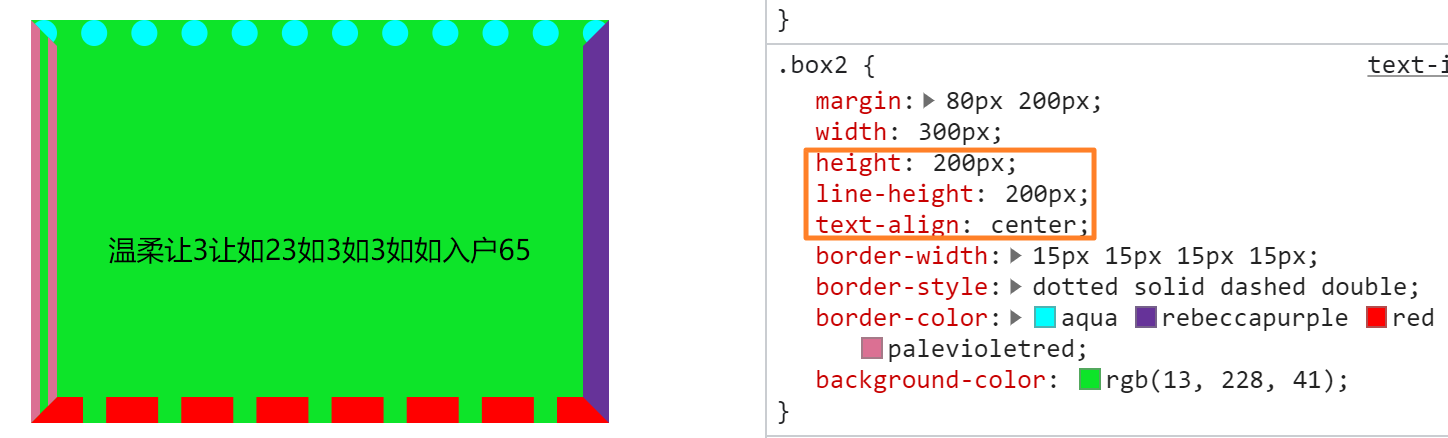 温柔让3让如23如3如3如如入户65
}
.box2 {
text-i
margin: 80px 200px;
width: 300px;
height: 200px;
line-height: 200px;
text-align: center;
border-width: 15px 15px 15px 15px;
border-style: dotted solid dashed double;
border-color: aqua rebeccapurple red
palevioletred;
background-color: rgb(13, 228, 41);
}